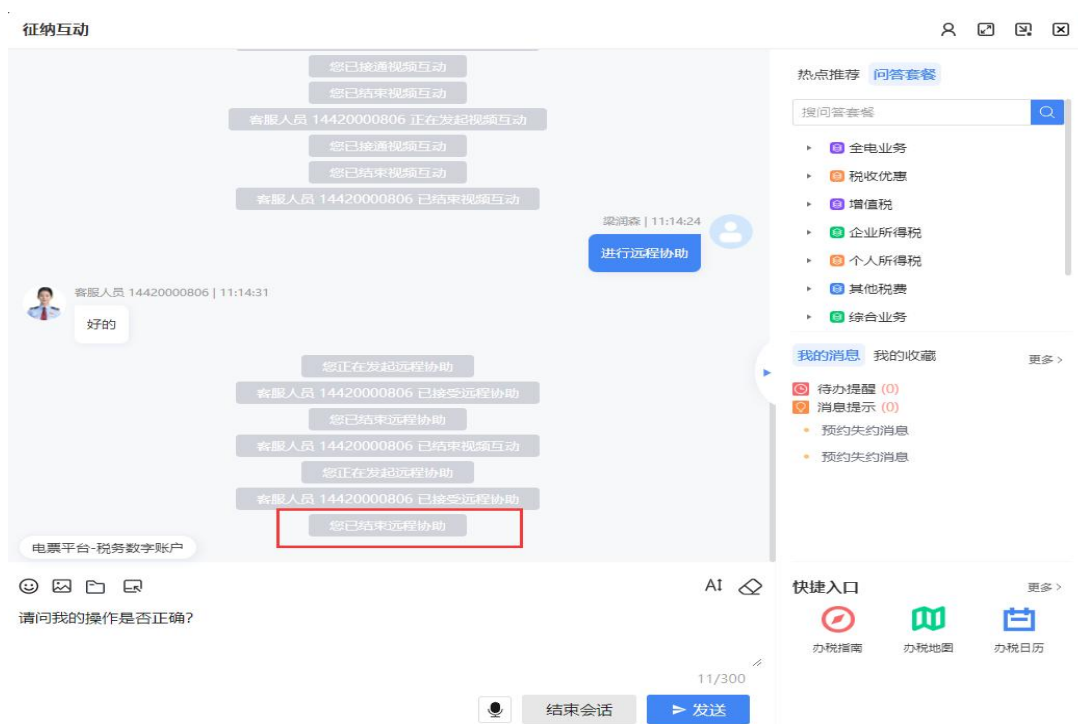 征纳互动
您已接通视频互动
您已结束视频互动
客服人员 14420000806 正在发起视频互动
您已接通视频互动
您已结束视频互动
客服人员 14420000806 已结束视频互动
梁润森 | 11:14:24
进行远程协助
客服人员 14420000806 | 11:14:31
好的
您正在发起远程协助
客服人员 14420000806 已接受远程协助
您已结束远程协助
客服人员 14420000806 已结束视频互动
您正在发起远程协助
客服人员 14420000806 已接受远程协助
您已结束远程协助
电票平台-税务数字账户
AI
请问我的操作是否正确?
11/300
结束会话
发送
热点推荐 问答套餐
搜问答套餐
全电业务
税收优惠
增值税
企业所得税
个人所得税
其他税费
综合业务
我的消息 我的收藏 更多 >
待办提醒 (0)
消息提示 (0)
预约失约消息
预约失约消息
快捷入口 更多 >
办税指南 办税地图 办税日历